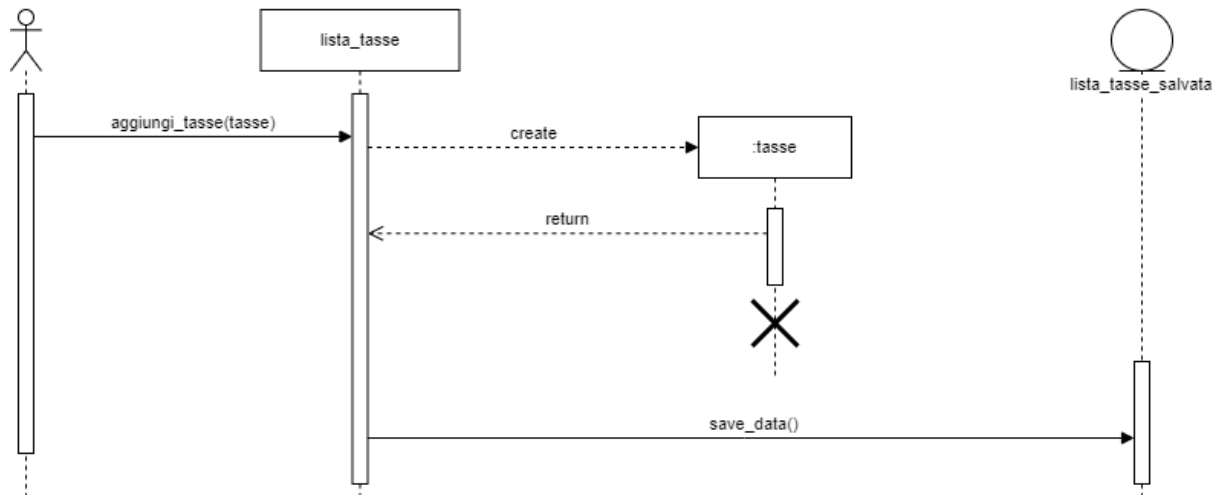 lista_tasse
lista_tasse_salvata
aggiungi_tasse(tasse)
create
:tasse
return
save_data()